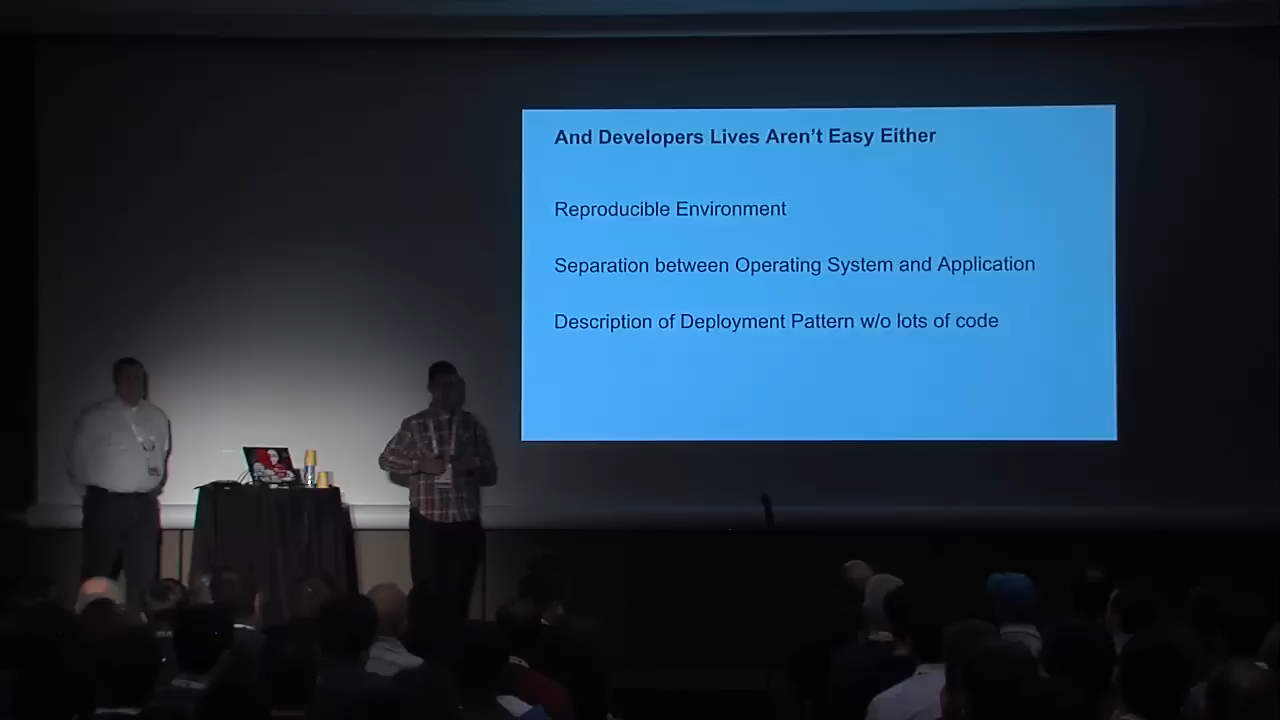 And Developers Lives Aren’t Easy Either
Reproducible Environment
Separation between Operating System and Application
Description of Deployment Pattern w/o lots of code